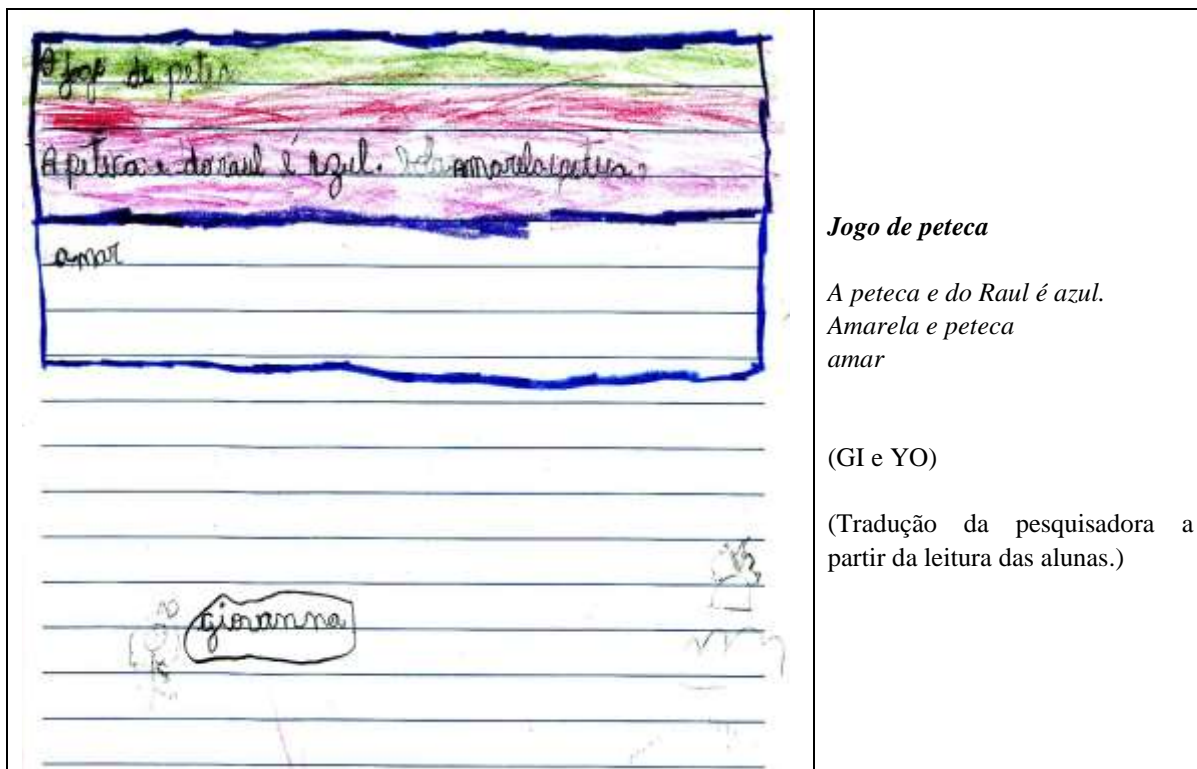 O jogo de petec
A peteca e do raul é azul. amarela i peteca
amar
giovanna
Jogo de peteca
A peteca e do Raul é azul.
Amarela e peteca
amar
(GI e YO)
(Tradução da pesquisadora a
partir da leitura das alunas.)